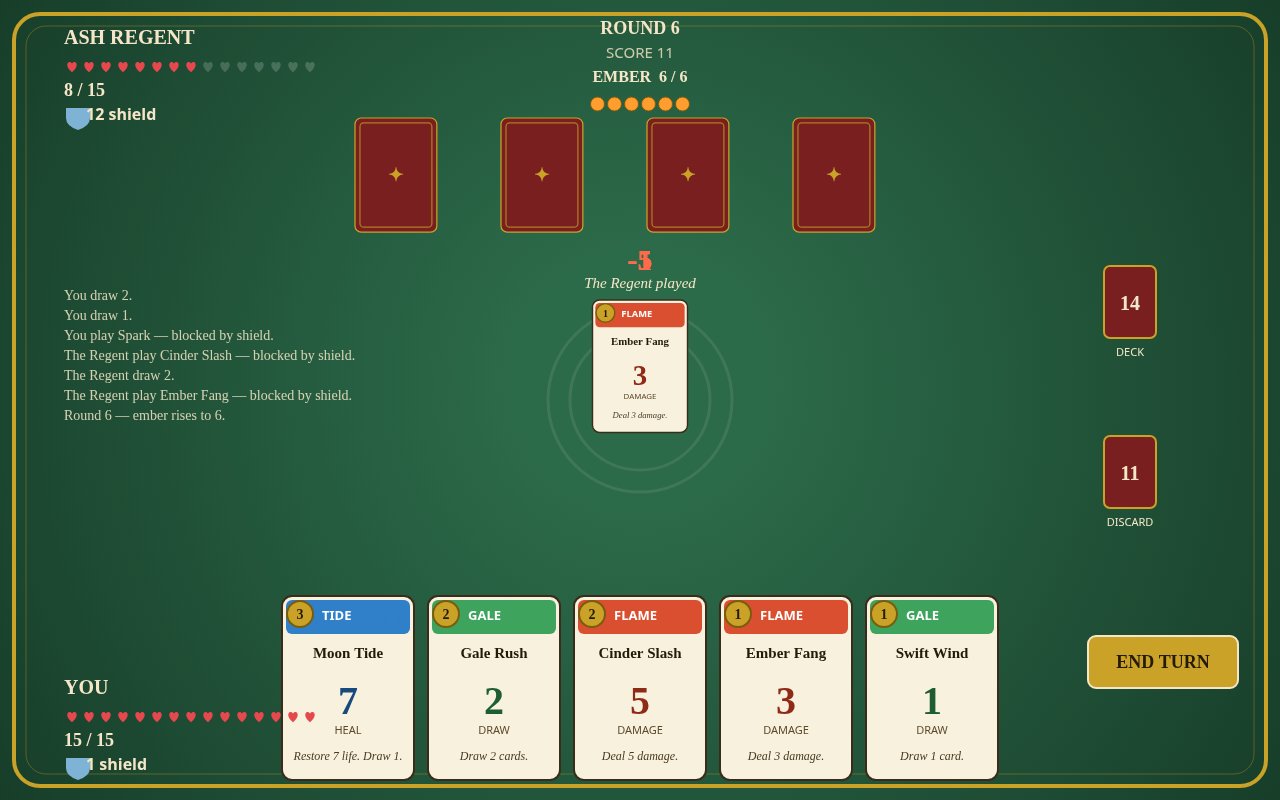 ASH REGENT
8 / 15
12 shield
ROUND 6
SCORE 11
EMBER 6 / 6
The Regent played
1 FLAME
Ember Fang
3
DAMAGE
Deal 3 damage.
You draw 2.
You draw 1.
You play Spark — blocked by shield.
The Regent play Cinder Slash — blocked by shield.
The Regent draw 2.
The Regent play Ember Fang — blocked by shield.
Round 6 — ember rises to 6.
14
DECK
11
DISCARD
YOU
15 / 15
1 shield
3 TIDE
Moon Tide
7
HEAL
Restore 7 life. Draw 1.
2 GALE
Gale Rush
2
DRAW
Draw 2 cards.
2 FLAME
Cinder Slash
5
DAMAGE
Deal 5 damage.
1 FLAME
Ember Fang
3
DAMAGE
Deal 3 damage.
1 GALE
Swift Wind
1
DRAW
Draw 1 card.
END TURN